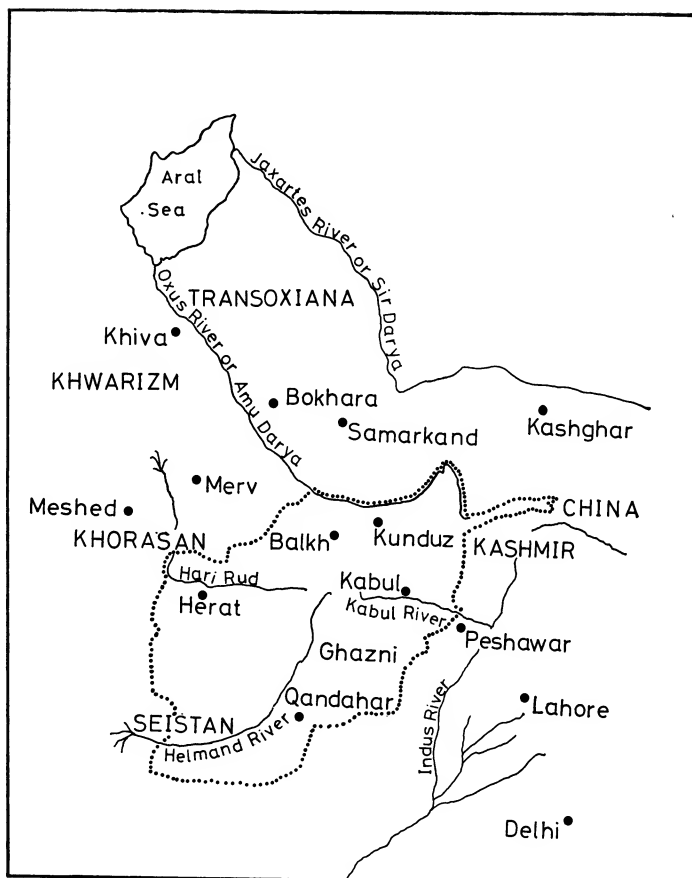 Aral
Sea
Jaxartes River or Sir Darya
Oxus River or Amu Darya
TRANSOXIANA
Khiva
KHWARIZM
Bokhara
Samarkand
Kashghar
Merv
Meshed
CHINA
KHORASAN
Balkh
Kunduz
KASHMIR
Hari Rud
Herat
Kabul
Kabul River
Peshawar
Ghazni
Qandahar
Lahore
SEISTAN
Helmand River
Indus River
Delhi